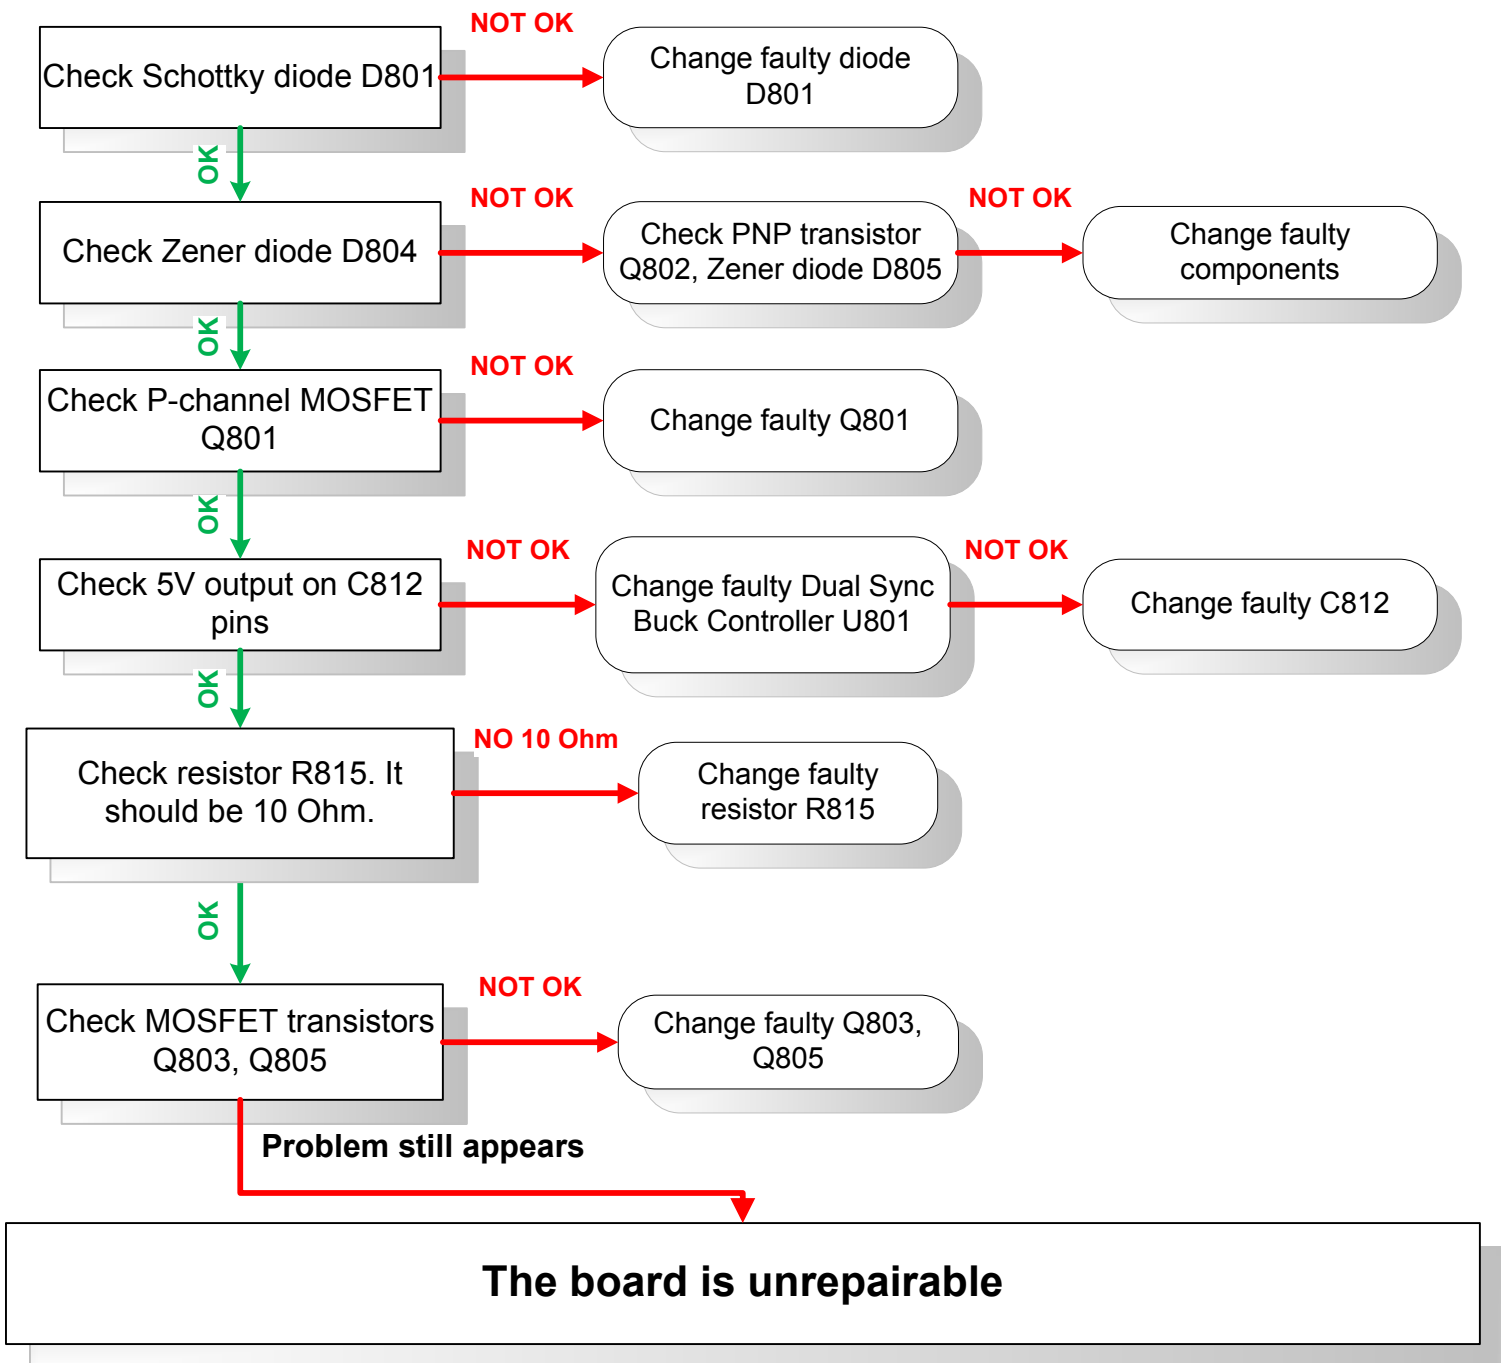 NOT OK
Check Schottky diode D801
Change faulty diode
D801
OK
NOT OK
NOT OK
Check Zener diode D804
Check PNP transistor
Q802, Zener diode D805
Change faulty
components
OK
NOT OK
Check P-channel MOSFET
Q801
Change faulty Q801
OK
NOT OK
NOT OK
Check 5V output on C812
pins
Change faulty Dual Sync
Buck Controller U801
Change faulty C812
OK
NO 10 Ohm
Check resistor R815. It
should be 10 Ohm.
Change faulty
resistor R815
OK
NOT OK
Check MOSFET transistors
Q803, Q805
Change faulty Q803,
Q805
Problem still appears
The board is unrepairable